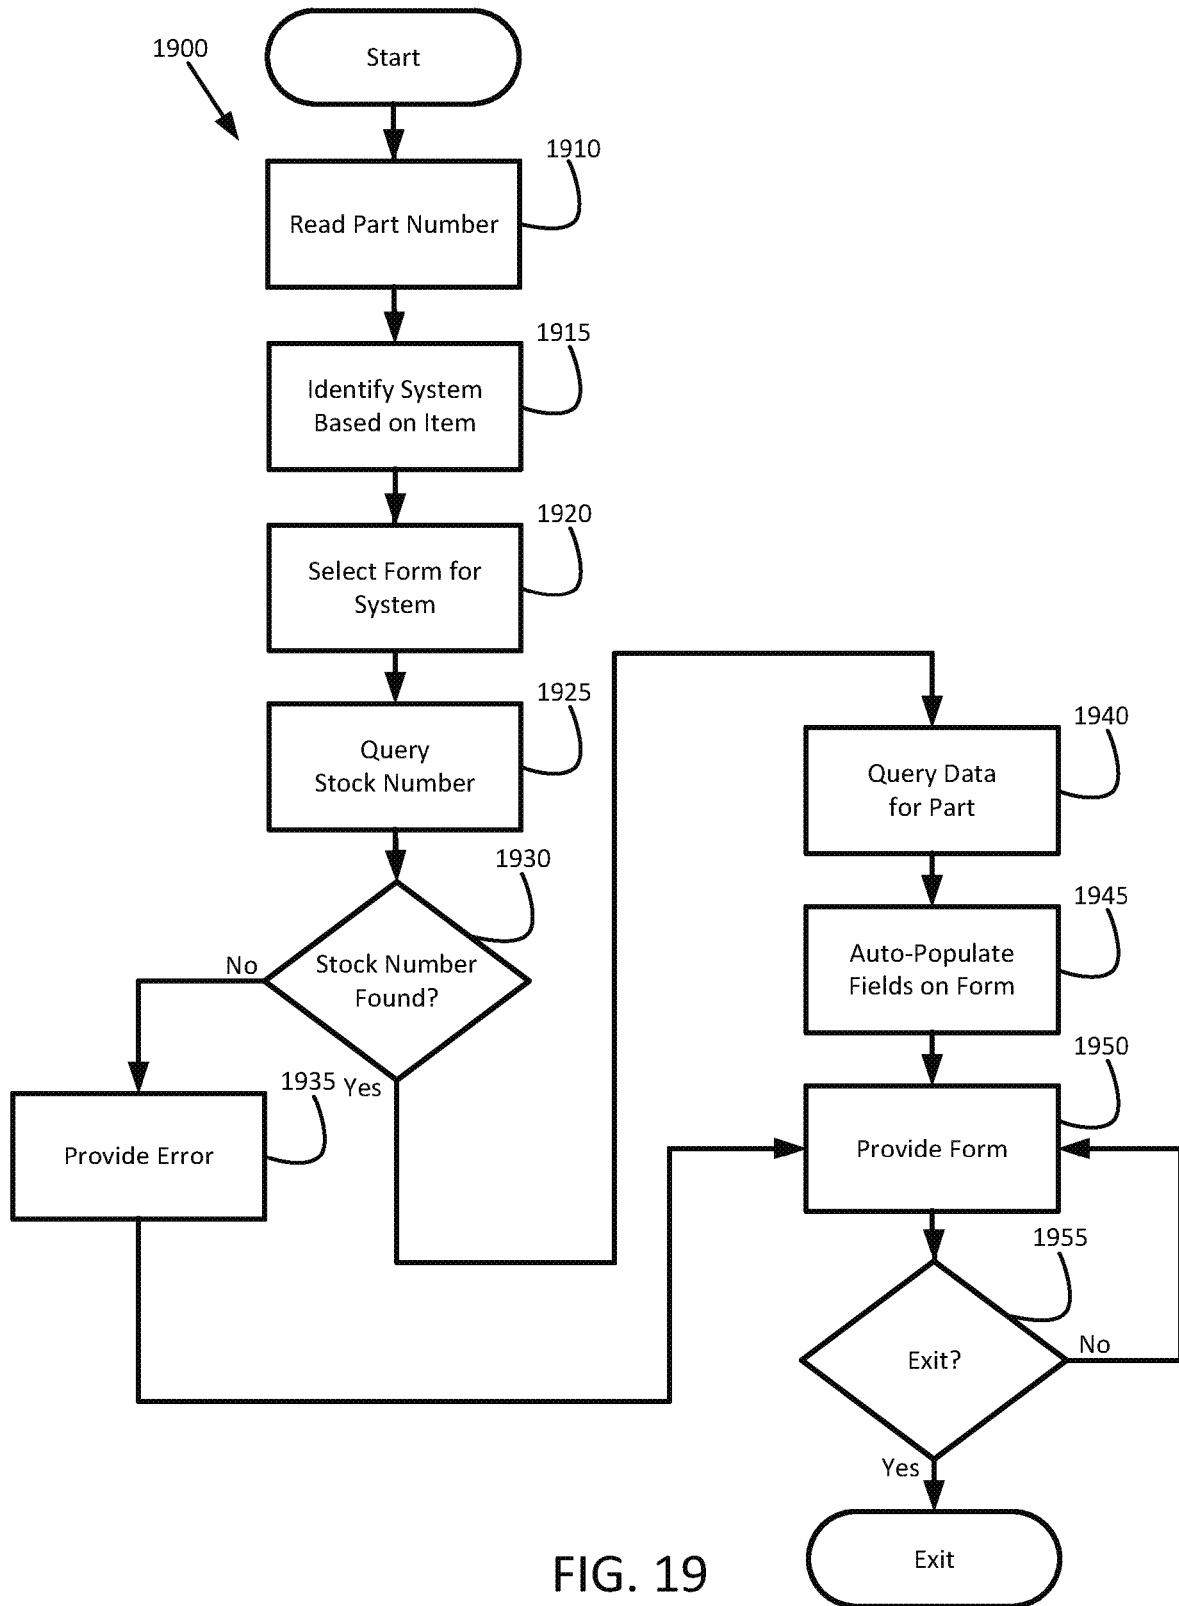 Start
1900
1910
Read Part Number
1915
Identify System
Based on Item
1920
Select Form for
System
1925
Query
Stock Number
1930
Stock Number
Found?
No
Yes
1935
Provide Error
1940
Query Data
for Part
1945
Auto-Populate
Fields on Form
1950
Provide Form
1955
Exit?
No
Yes
Exit
FIG. 19